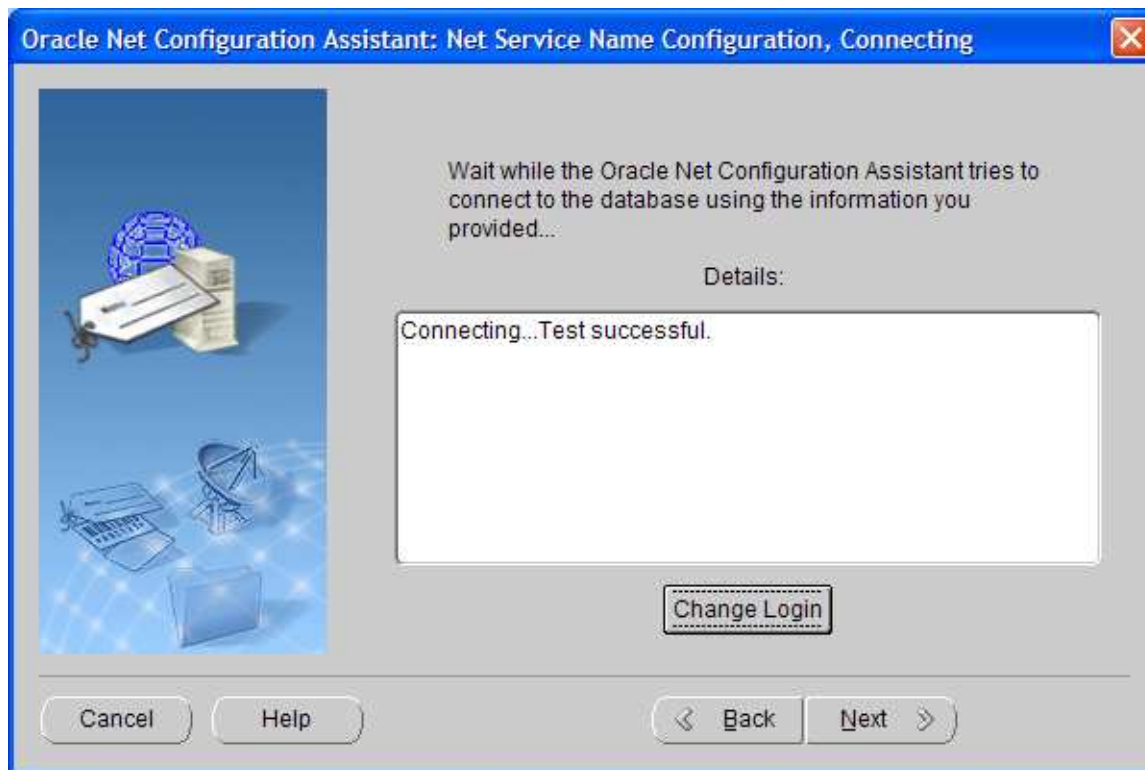 Oracle Net Configuration Assistant: Net Service Name Configuration, Connecting
Wait while the Oracle Net Configuration Assistant tries to
connect to the database using the information you
provided...
Details:
Connecting...Test successful.
Change Login
Cancel
Help
Back
Next